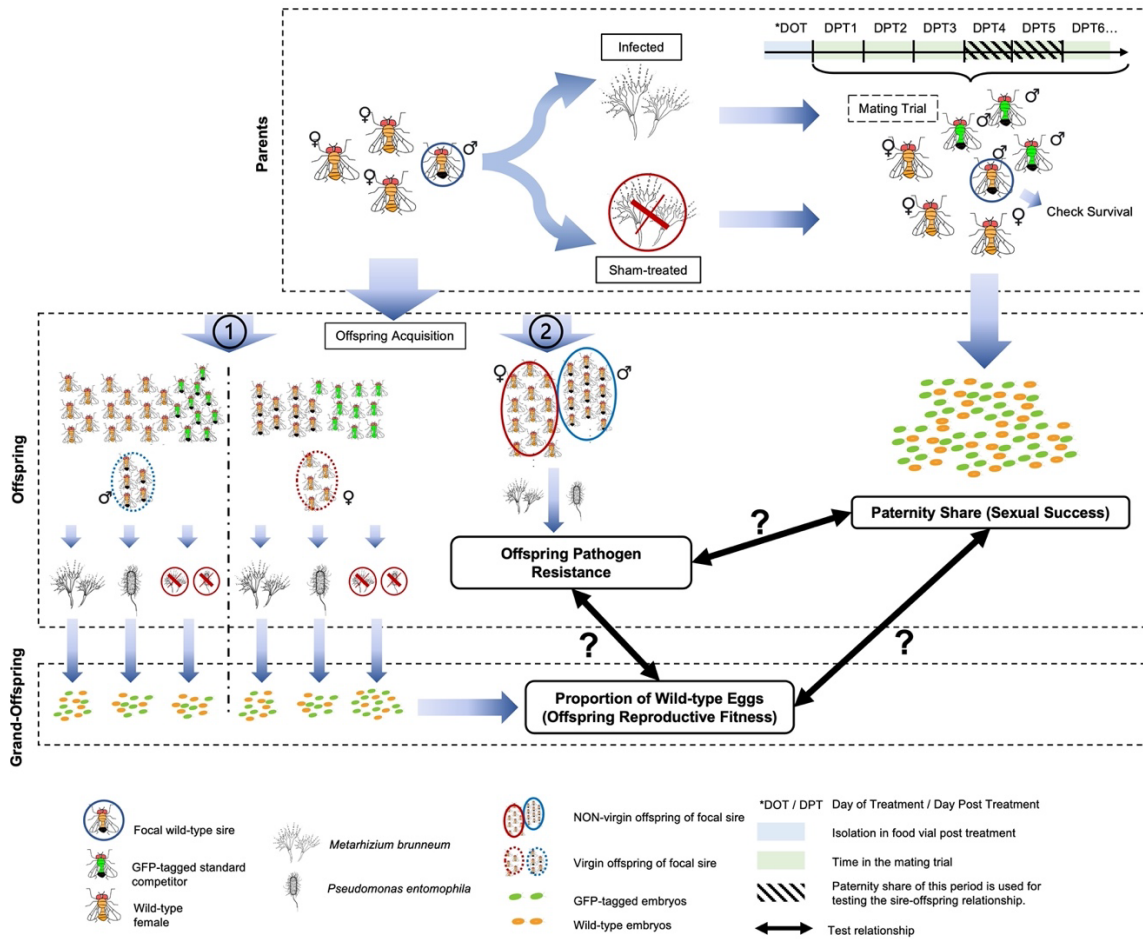 *DOT DPT1 DPT2 DPT3 DPT4 DPT5 DPT6...
Infected
Mating Trial
♂
♂
♂
♂
♀
♀
♀
♂
♀
♀
♀
Check Survival
Sham-treated
Parents
1
Offspring Acquisition
2
♀
♂
♂
♀
Offspring
Offspring Pathogen
Resistance
?
Paternity Share (Sexual Success)
?
?
Grand-Offspring
Proportion of Wild-type Eggs
(Offspring Reproductive Fitness)
Focal wild-type sire
GFP-tagged standard
competitor
Wild-type
female
Metarhizium brunneum
Pseudomonas entomophila
NON-virgin offspring of focal sire
Virgin offspring of focal sire
GFP-tagged embryos
Wild-type embryos
*DOT / DPT Day of Treatment / Day Post Treatment
Isolation in food vial post treatment
Time in the mating trial
Paternity share of this period is used for
testing the sire-offspring relationship.
Test relationship